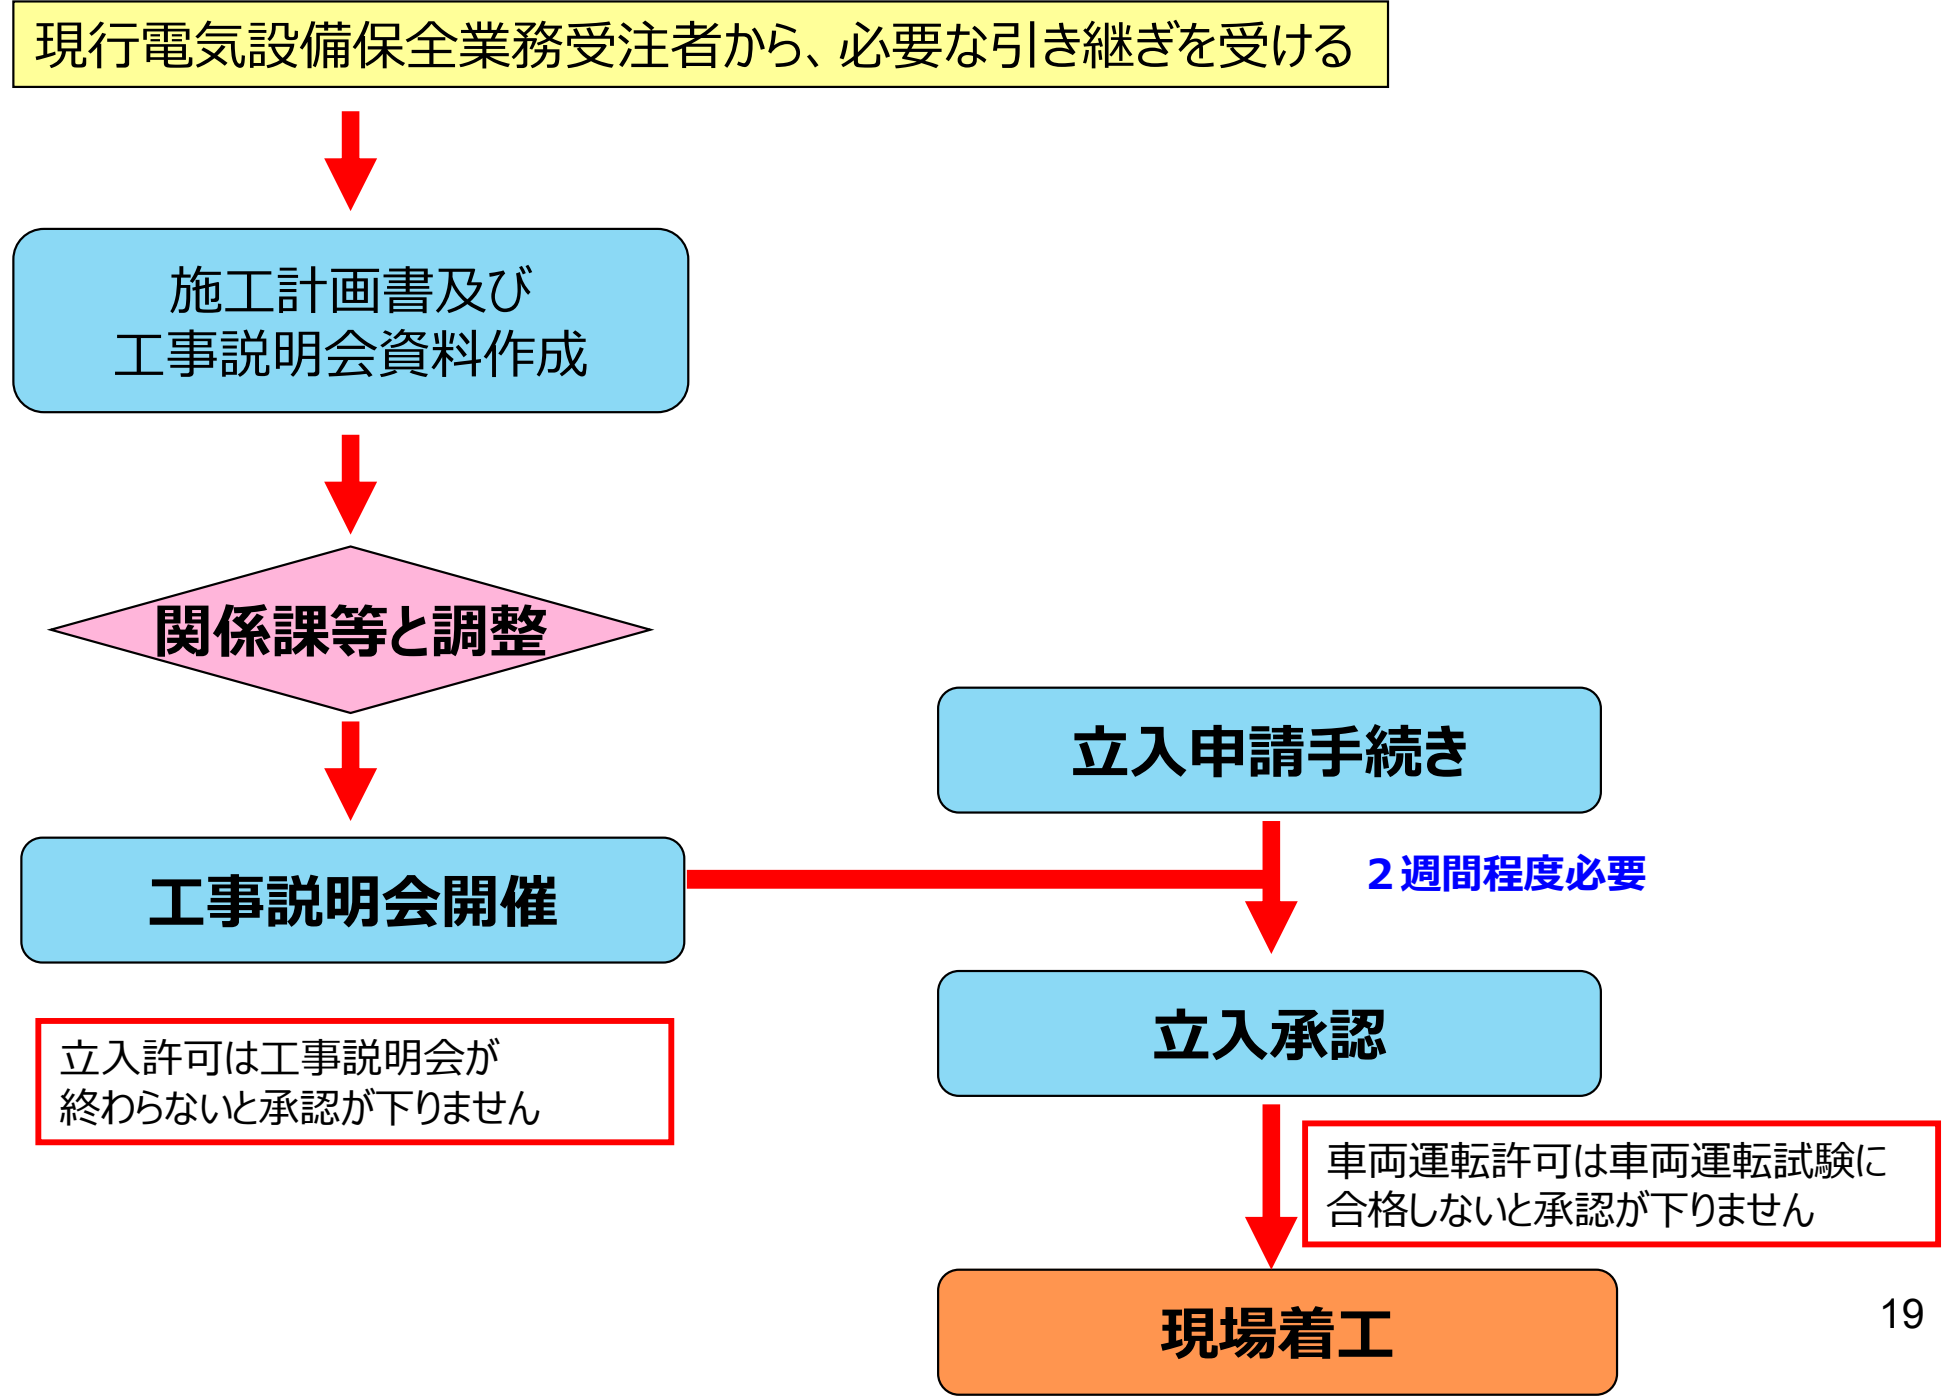 現行電気設備保全業務受注者から、必要な引き継ぎを受ける
施工計画書及び
工事説明会資料作成
関係課等と調整
立入申請手続き
工事説明会開催
２週間程度必要
立入承認
立入許可は工事説明会が
終わらないと承認が下りません
車両運転許可は車両運転試験に
合格しないと承認が下りません
現場着工
19